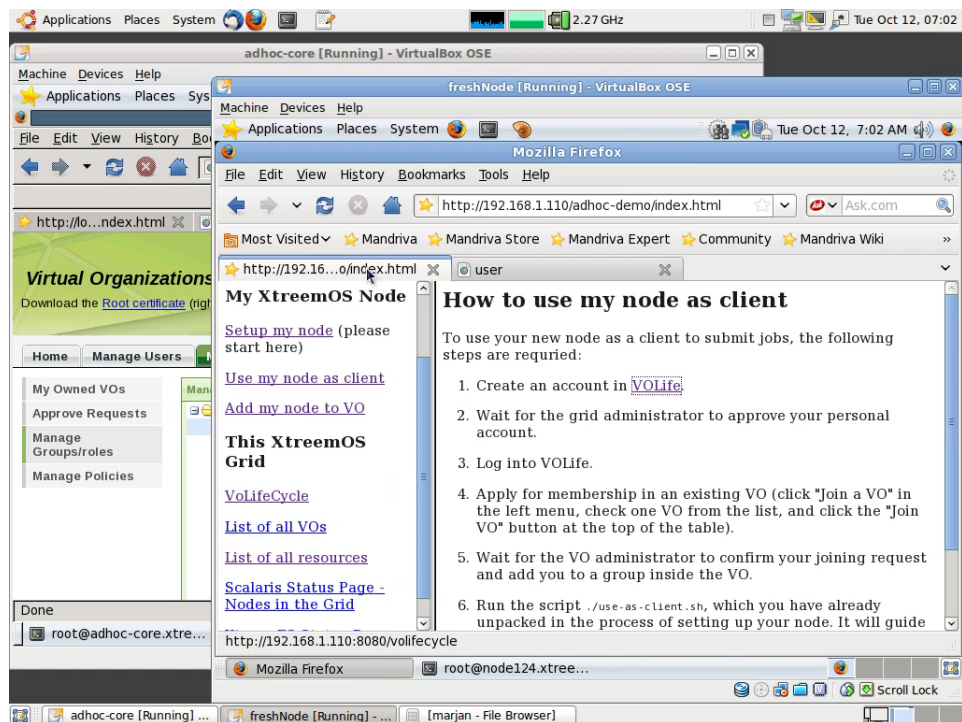 Applications Places System
2.27 GHz
Tue Oct 12, 07:02
adhoc-core [Running] - VirtualBox OSE
Machine Devices Help
Applications Places Sys
File Edit View History Bo
http://lo...ndex.html
Virtual Organizations
Download the Root certificate (righ
Home Manage Users
My Owned VOs
Approve Requests
Manage
Groups/roles
Manage Policies
Man
Done
root@adhoc-core.xtre...
freshNode [Running] - VirtualBox OSE
Machine Devices Help
Applications Places System
Tue Oct 12, 7:02 AM
Mozilla Firefox
File Edit View History Bookmarks Tools Help
http://192.168.1.110/adhoc-demo/index.html
Ask.com
Most Visited Mandriva Mandriva Store Mandriva Expert Community Mandriva Wiki »
http://192.16...o/index.html
user
My XtreemOS Node
Setup my node (please
start here)
Use my node as client
Add my node to VO
This XtreemOS
Grid
VoLifeCycle
List of all VOs
List of all resources
Scalaris Status Page -
Nodes in the Grid
How to use my node as client
To use your new node as a client to submit jobs, the following
steps are requried:
1. Create an account in VOLife.
2. Wait for the grid administrator to approve your personal
account.
3. Log into VOLife.
4. Apply for membership in an existing VO (click "Join a VO" in
the left menu, check one VO from the list, and click the "Join
VO" button at the top of the table).
5. Wait for the VO administrator to confirm your joining request
and add you to a group inside the VO.
6. Run the script ./use-as-client.sh, which you have already
unpacked in the process of setting up your node. It will guide
http://192.168.1.110:8080/volifecycle
Mozilla Firefox
root@node124.xtree...
Scroll Lock
adhoc-core [Running] ...
freshNode [Running] - ...
[marjan - File Browser]